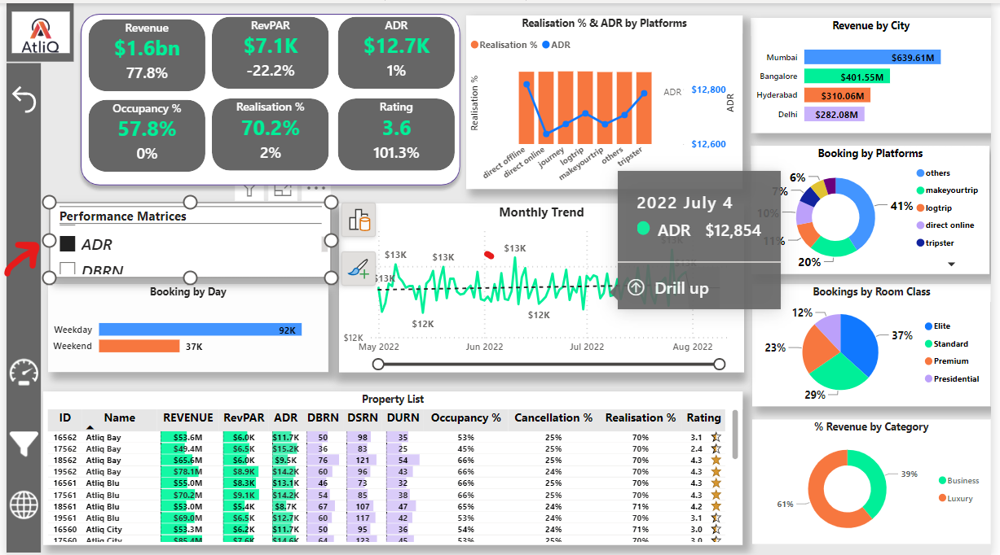 AtliQ
Revenue
$1.6bn
77.8%
RevPAR
$7.1K
-22.2%
ADR
$12.7K
1%
Occupancy %
57.8%
0%
Realisation %
70.2%
2%
Rating
3.6
101.3%
Realisation % & ADR by Platforms
Realisation % ADR
Realisation %
ADR
$12,800
$12,600
ADR
direct offline
direct online
journey
logtrip
makeyourtrip
others
tripster
Revenue by City
Mumbai $639.61M
Bangalore $401.55M
Hyderabad $310.06M
Delhi $282.08M
Performance Matrices
ADR
DBRN
Booking by Day
Weekday 92K
Weekend 37K
Monthly Trend
$13K
$13K
$13K
$13K
$12K
$12K
$12K
May 2022 Jun 2022 Jul 2022 Aug 2022
2022 July 4
ADR $12,854
Drill up
Booking by Platforms
6%
7%
10%
11%
20%
41%
others
makeyourtrip
logtrip
direct online
tripster
Bookings by Room Class
12%
23%
29%
37%
Elite
Standard
Premium
Presidential
% Revenue by Category
39%
61%
Business
Luxury
Property List
ID Name REVENUE RevPAR ADR DBRN DSRN DURN Occupancy % Cancellation % Realisation % Rating
16562 Atliq Bay $53.6M $6.0K $11.7K 50 98 35 53% 25% 70% 3.1
17562 Atliq Bay $49.4M $6.5K $15.2K 36 83 25 45% 25% 70% 2.4
18562 Atliq Bay $65.6M $6.0K $9.5K 76 121 54 66% 25% 70% 4.3
19562 Atliq Bay $78.1M $8.9K $14.2K 60 96 43 66% 24% 70% 4.3
16561 Atliq Blu $55.0M $8.3K $13.1K 46 73 32 66% 24% 70% 4.3
17561 Atliq Blu $70.2M $9.1K $14.2K 54 85 38 66% 25% 70% 4.3
18561 Atliq Blu $53.0M $5.4K $8.7K 67 107 47 65% 24% 71% 4.2
19561 Atliq Blu $69.0M $6.5K $12.7K 60 117 42 53% 24% 70% 3.1
16560 Atliq City $53.3M $6.2K $11.7K 50 95 36 54% 24% 71% 3.0
17560 Atliq City $85.4M $7.6K $14.6K 64 123 45 53% 25% 70% 3.0